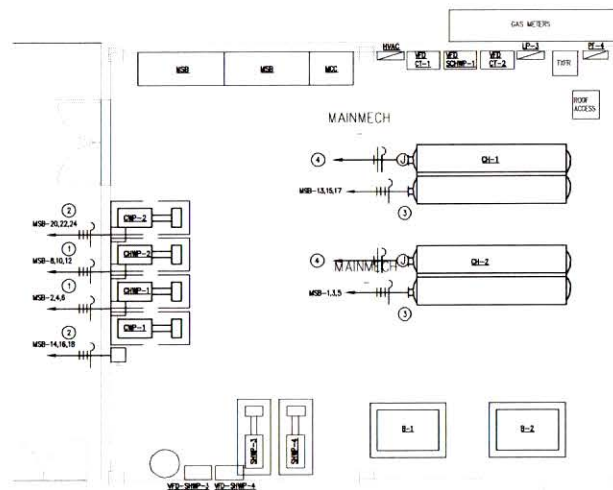 GAS METERS
HVAC
VFD
CT-1
VFD
SCHWP-1
VFD
CT-2
LP-3
TXFR
PT-4
MSB
MSB
MCC
ROOF
ACCESS
MAINMECH
4
J
CH-1
MSB-13,15,17
3
2
CWP-2
MSB-20,22,24
1
CHWP-2
MSB-8,10,12
4
J
CH-2
MAINMECH
1
CHWP-1
MSB-1,3,5
MSB-2,4,6
3
2
CWP-1
MSB-14,16,18
SHWP-3
SHWP-4
B-1
B-2
VFD-SHWP-3
VFD-SHWP-4